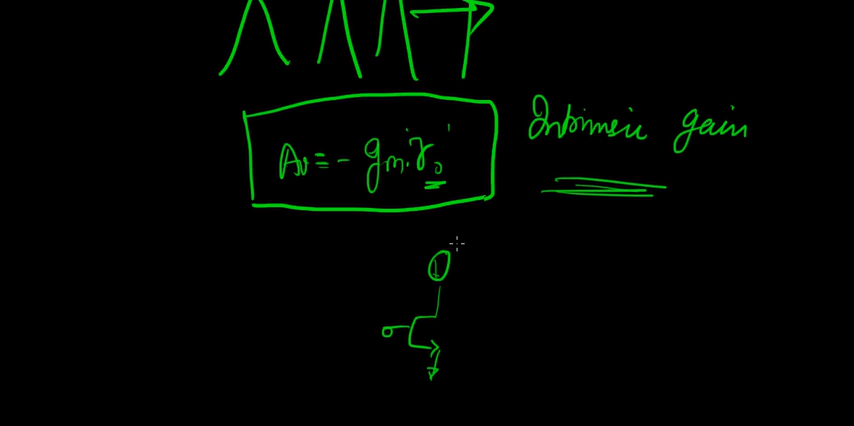 Av = - gm·ro
Intrinsic gain